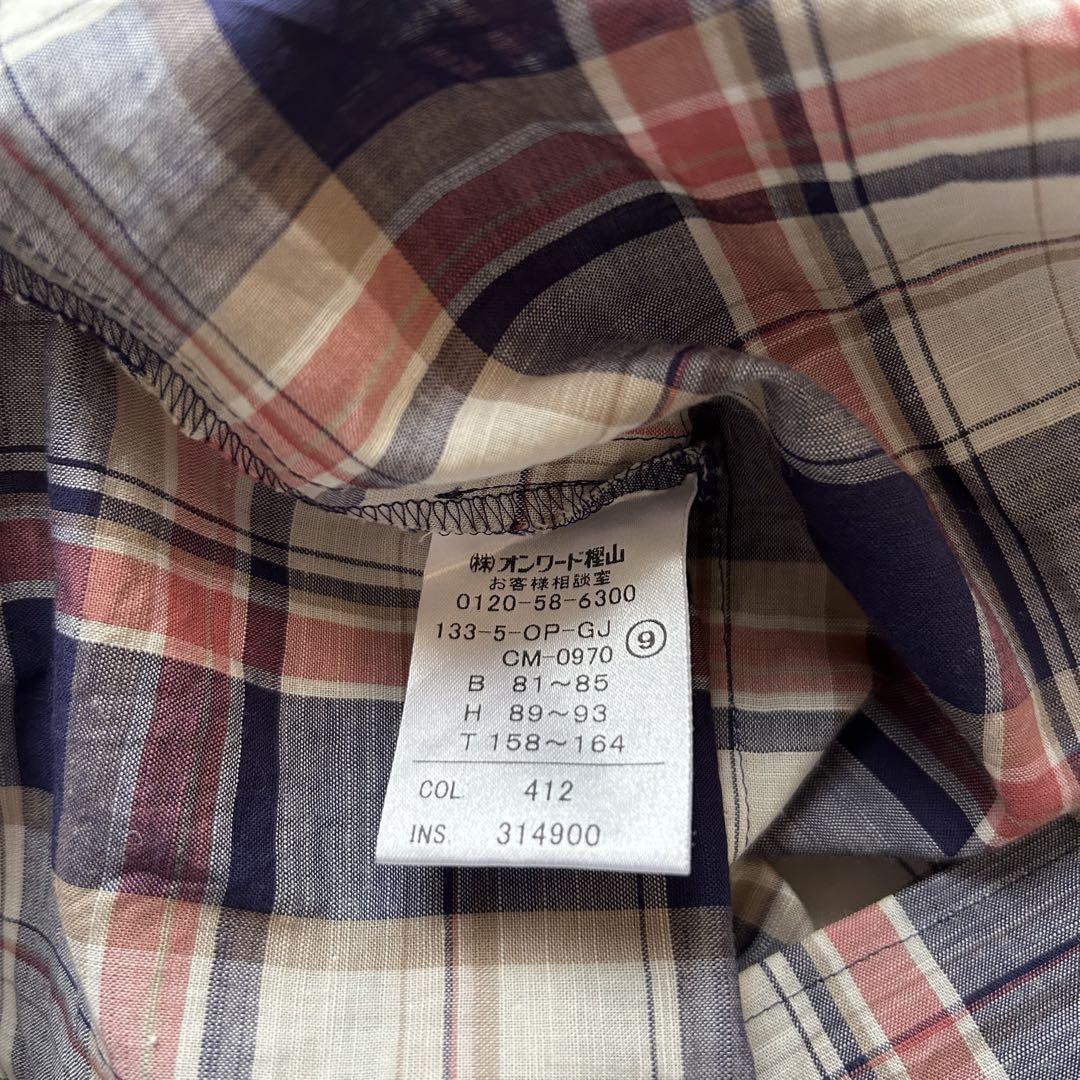 ㈱オンワード樫山
お客様相談室
0120-58-6300
133-5-OP-GJ ⑨
CM-0970
B 81~85
H 89~93
T 158~164
COL. 412
INS. 314900